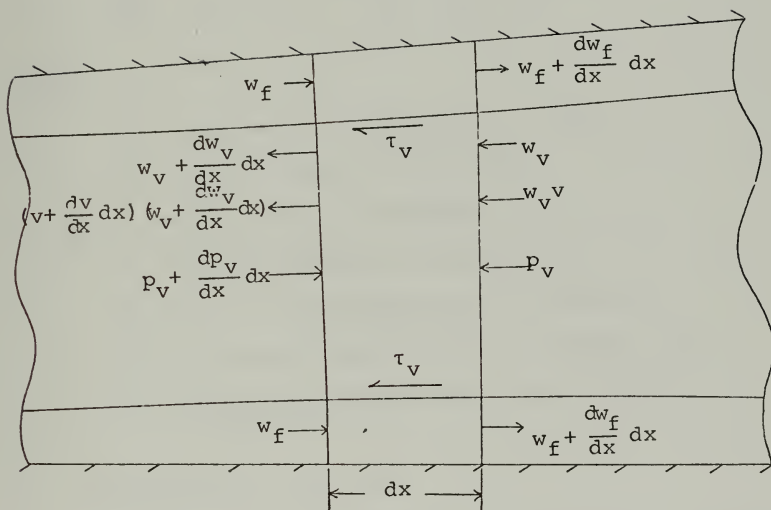 w_f
w_f + dw_f/dx dx
τ_v
w_v + dw_v/dx dx
w_v
(v + dv/dx dx) (w_v + dw_v/dx dx)
w_v v
p_v + dp_v/dx dx
p_v
τ_v
w_f
w_f + dw_f/dx dx
dx